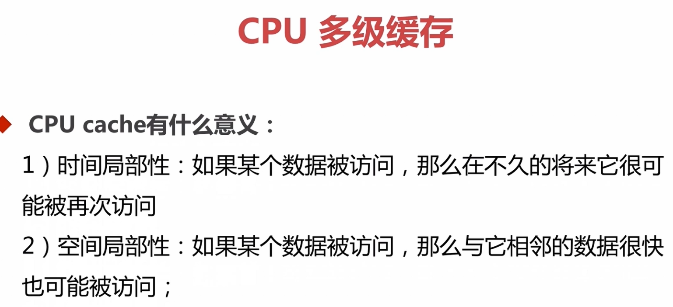 CPU 多级缓存
CPU cache有什么意义：
1）时间局部性：如果某个数据被访问，那么在不久的将来它很可
能被再次访问
2）空间局部性：如果某个数据被访问，那么与它相邻的数据很快
也可能被访问；